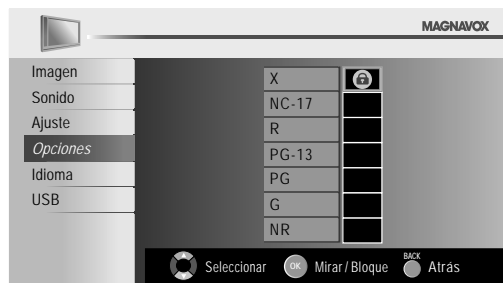 MAGNAVOX
Imagen
Sonido
Ajuste
Opciones
Idioma
USB
X
NC-17
R
PG-13
PG
G
NR
Seleccionar OK Mirar / Bloque BACK Atrás